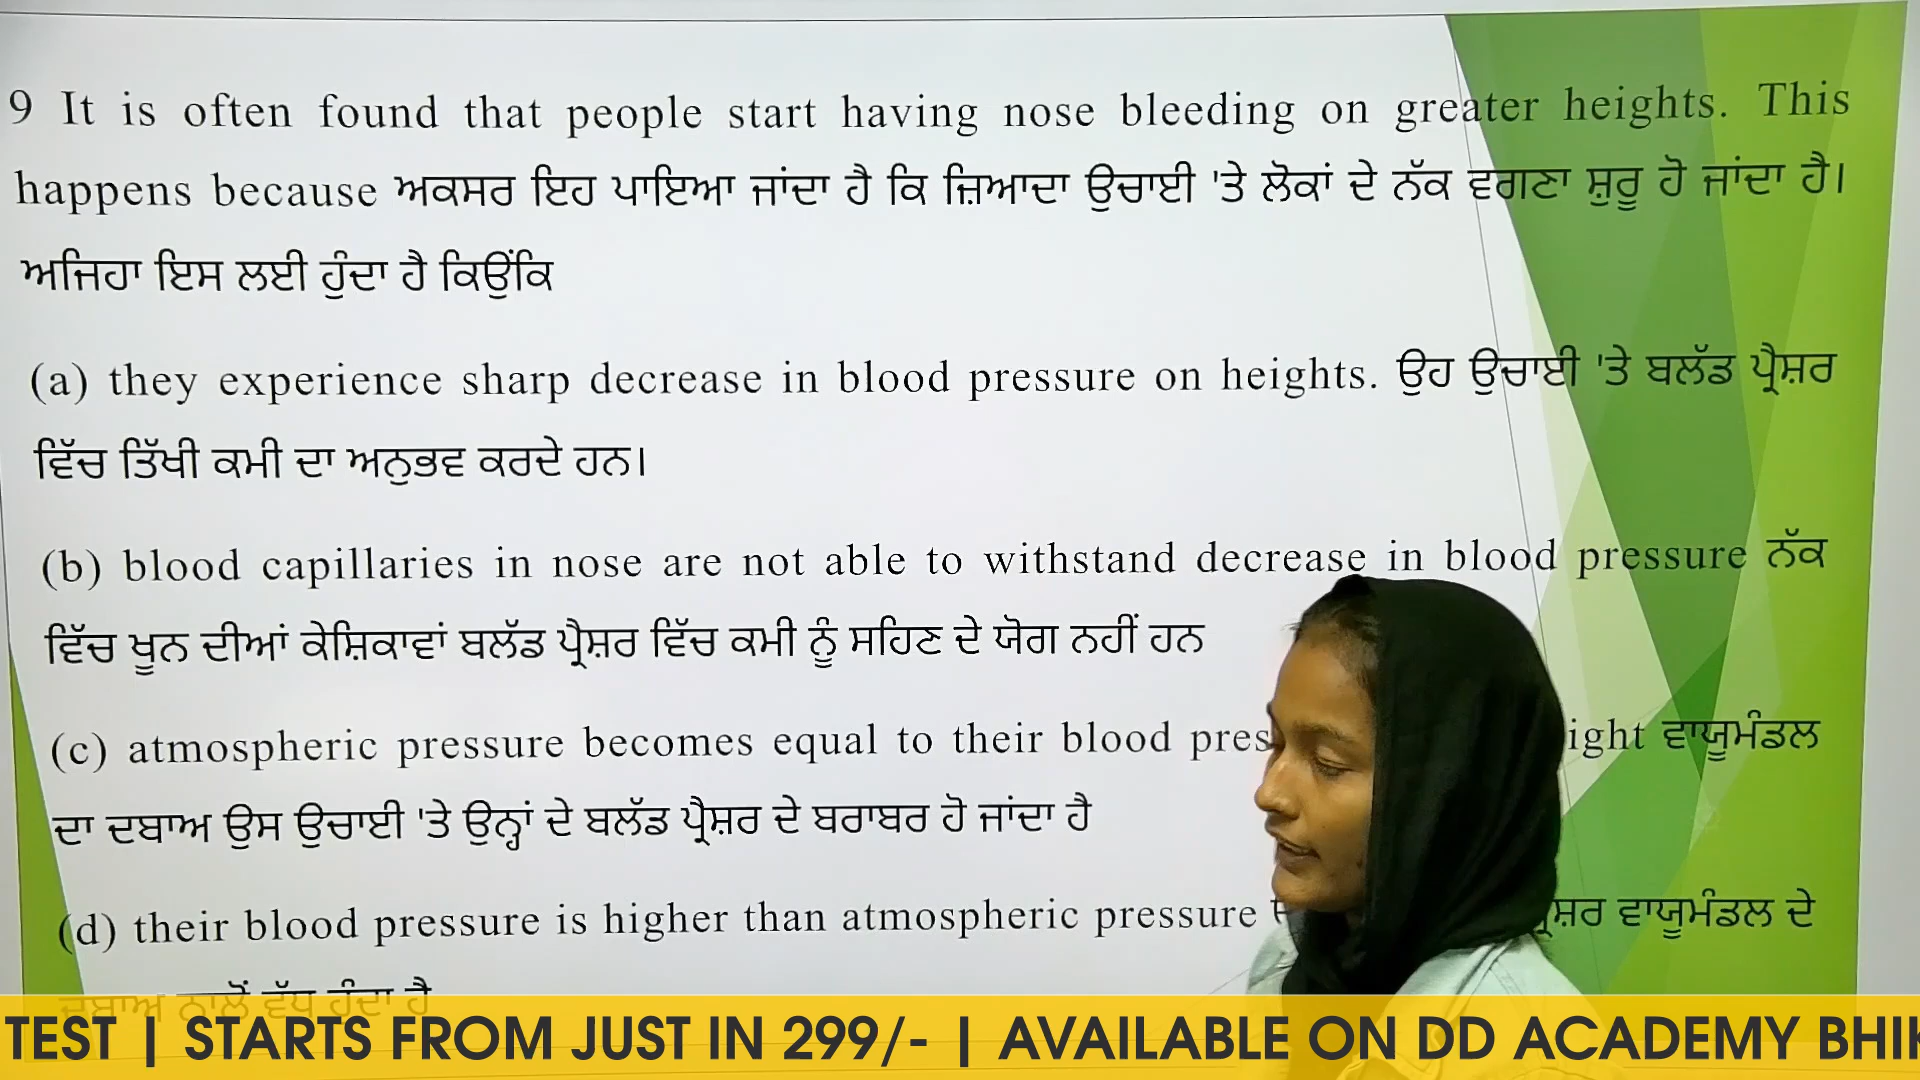 9 It is often found that people start having nose bleeding on greater heights. This
happens because ਅਕਸਰ ਇਹ ਪਾਇਆ ਜਾਂਦਾ ਹੈ ਕਿ ਜ਼ਿਆਦਾ ਉਚਾਈ 'ਤੇ ਲੋਕਾਂ ਦੇ ਨੱਕ ਵਗਣਾ ਸ਼ੁਰੂ ਹੋ ਜਾਂਦਾ ਹੈ।
ਅਜਿਹਾ ਇਸ ਲਈ ਹੁੰਦਾ ਹੈ ਕਿਉਂਕਿ
(a) they experience sharp decrease in blood pressure on heights. ਉਹ ਉਚਾਈ 'ਤੇ ਬਲੱਡ ਪ੍ਰੈਸ਼ਰ
ਵਿੱਚ ਤਿੱਖੀ ਕਮੀ ਦਾ ਅਨੁਭਵ ਕਰਦੇ ਹਨ।
(b) blood capillaries in nose are not able to withstand decrease in blood pressure ਨੱਕ
ਵਿੱਚ ਖੂਨ ਦੀਆਂ ਕੇਸ਼ਿਕਾਵਾਂ ਬਲੱਡ ਪ੍ਰੈਸ਼ਰ ਵਿੱਚ ਕਮੀ ਨੂੰ ਸਹਿਣ ਦੇ ਯੋਗ ਨਹੀਂ ਹਨ
(c) atmospheric pressure becomes equal to their blood ਵਾਯੂਮੰਡਲ
ਦਾ ਦਬਾਅ ਉਸ ਉਚਾਈ 'ਤੇ ਉਨ੍ਹਾਂ ਦੇ ਬਲੱਡ ਪ੍ਰੈਸ਼ਰ ਦੇ ਬਰਾਬਰ ਹੋ ਜਾਂਦਾ ਹੈ
(d) their blood pressure is higher than atmospheric pressure ਵਾਯੂਮੰਡਲ ਦੇ
ਦਬਾਅ ਨਾਲੋਂ ਵੱਧ ਹੁੰਦਾ ਹੈ
TEST | STARTS FROM JUST IN 299/- | AVAILABLE ON DD ACADEMY